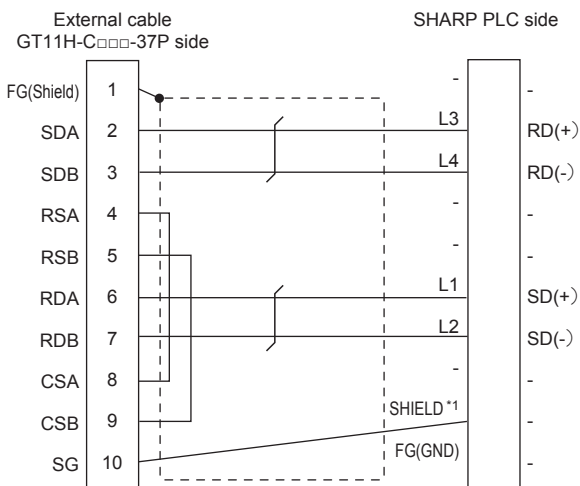 External cable
GT11H-C□□□-37P side
SHARP PLC side
FG(Shield) 1 - -
SDA 2 L3 RD(+)
SDB 3 L4 RD(-)
RSA 4 - -
RSB 5 - -
RDA 6 L1 SD(+)
RDB 7 L2 SD(-)
CSA 8 - -
CSB 9 SHIELD *1 -
SG 10 FG(GND) -